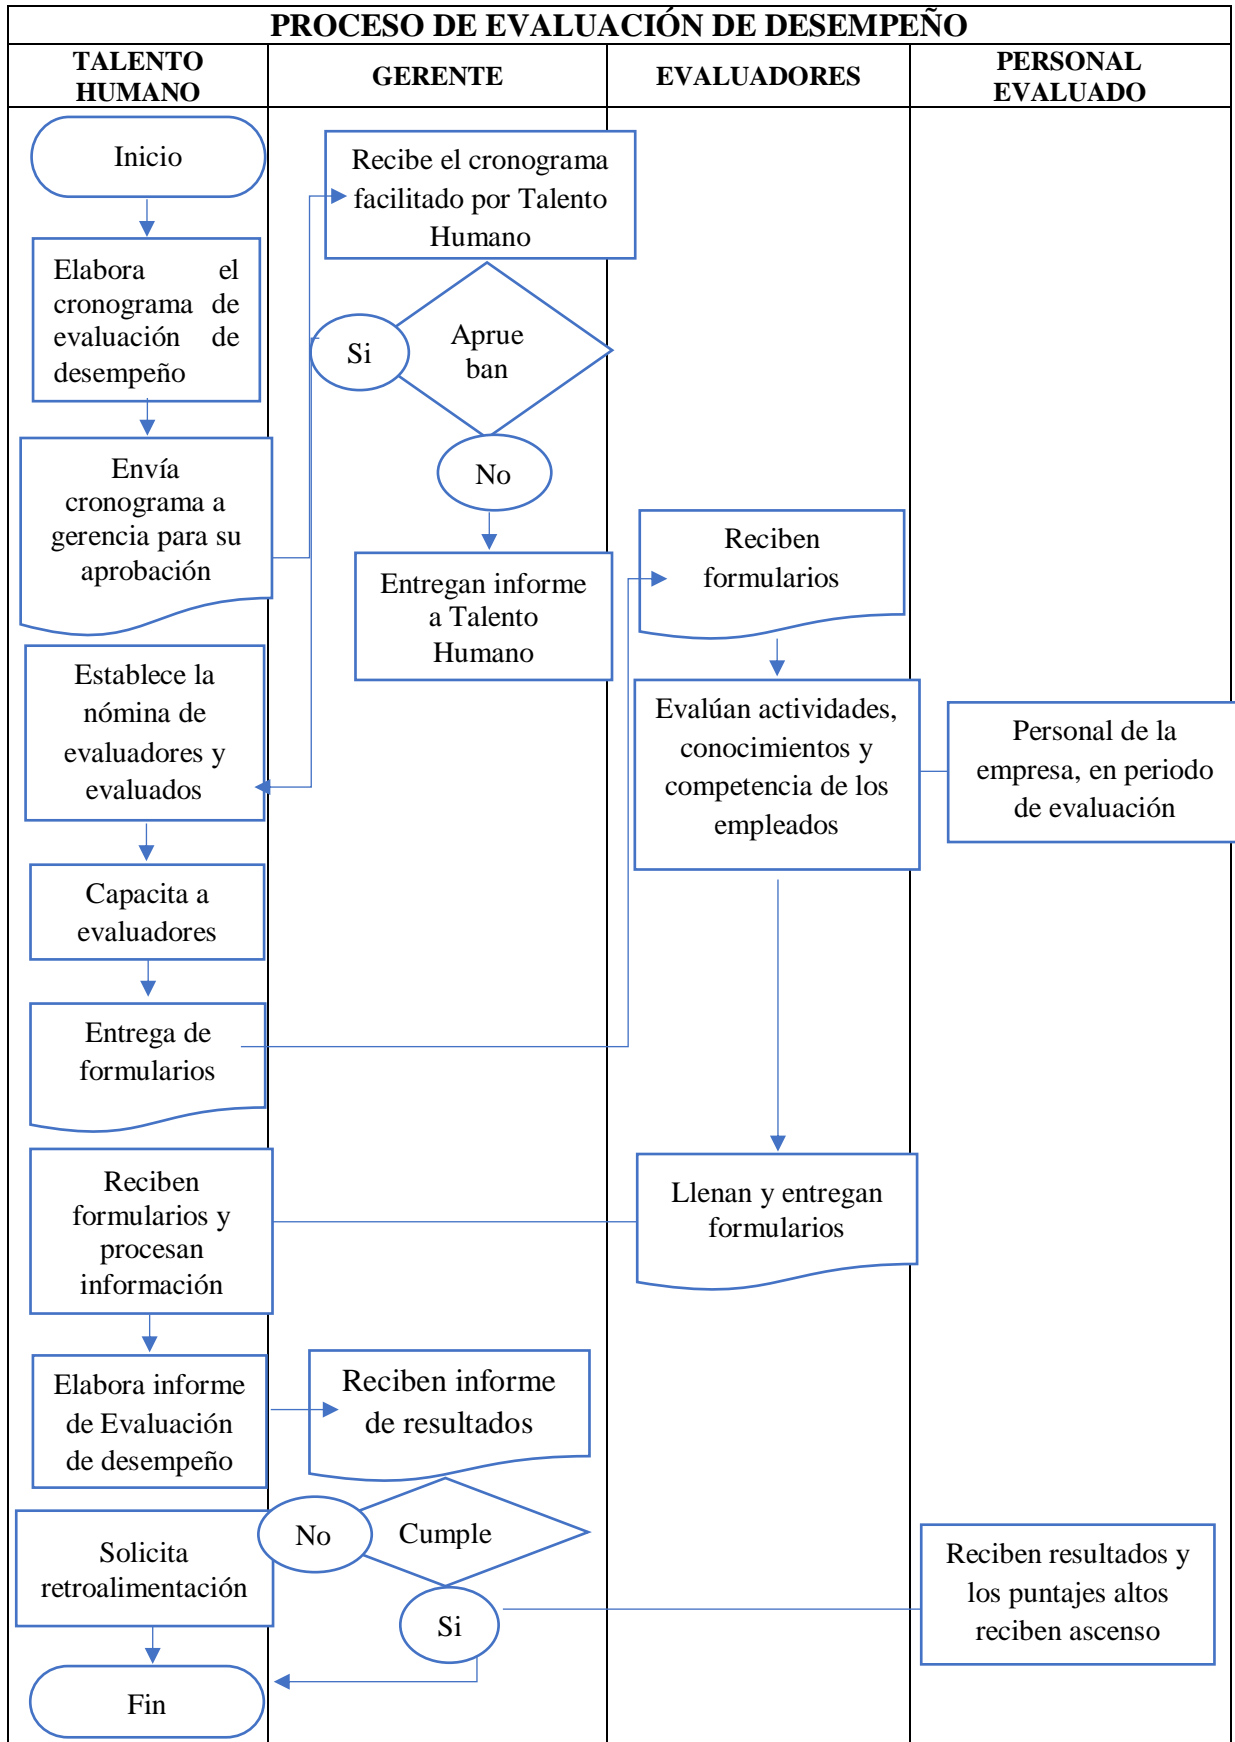 PROCESO DE EVALUACIÓN DE DESEMPEÑO
TALENTO
HUMANO
GERENTE
EVALUADORES
PERSONAL
EVALUADO
Inicio
Elabora el
cronograma de
evaluación de
desempeño
Envía
cronograma a
gerencia para su
aprobación
Establece la
nómina de
evaluadores y
evaluados
Capacita a
evaluadores
Entrega de
formularios
Reciben
formularios y
procesan
información
Elabora informe
de Evaluación
de desempeño
Solicita
retroalimentación
Fin
Recibe el cronograma
facilitado por Talento
Humano
Aprue
ban
Si
No
Entregan informe
a Talento
Humano
Reciben informe
de resultados
Cumple
No
Si
Reciben
formularios
Evalúan actividades,
conocimientos y
competencia de los
empleados
Llenan y entregan
formularios
Personal de la
empresa, en periodo
de evaluación
Reciben resultados y
los puntajes altos
reciben ascenso